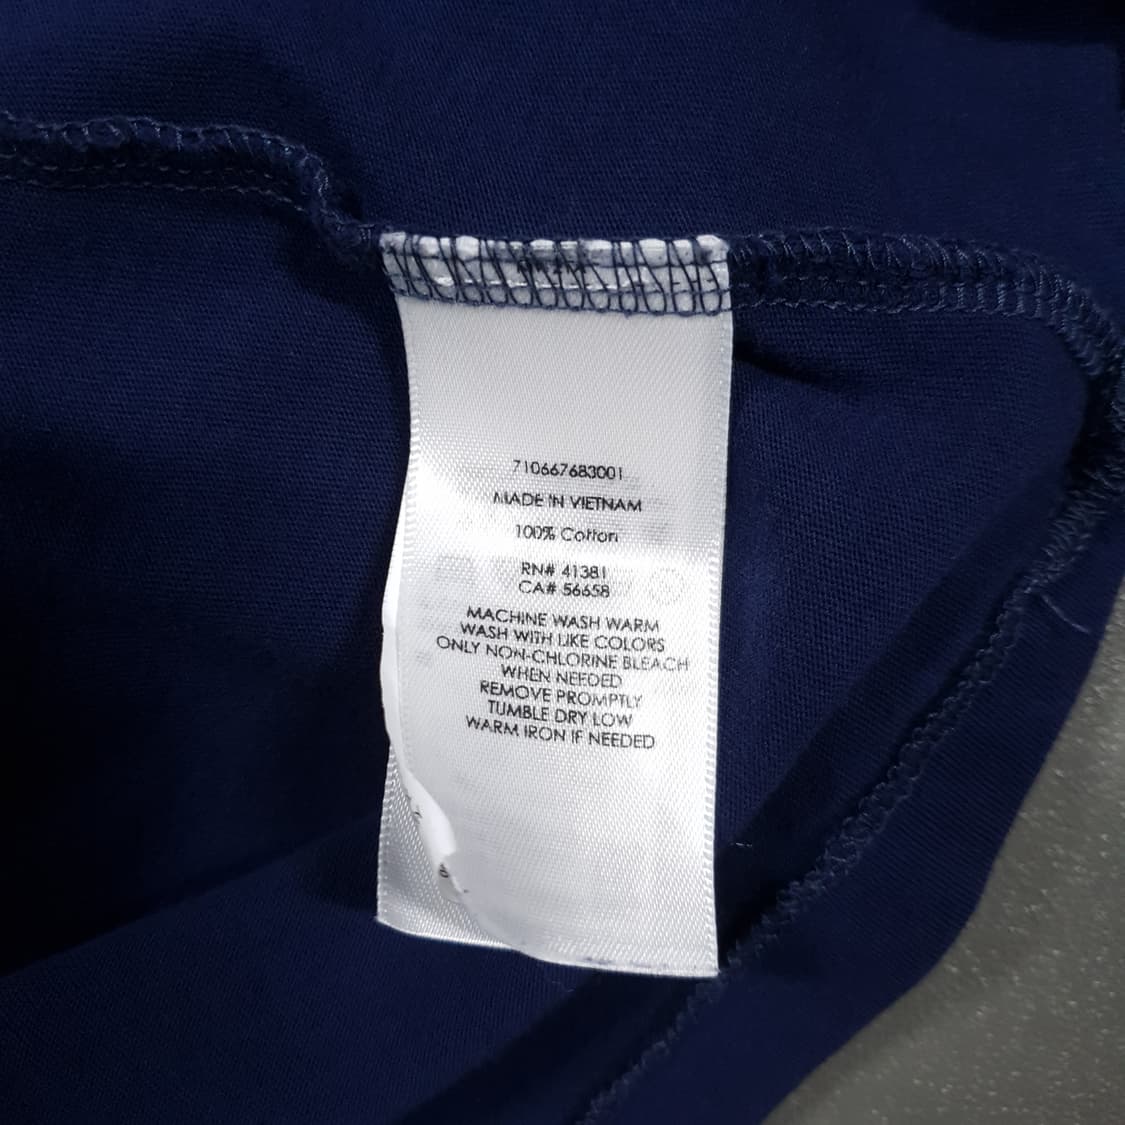 710667683001
MADE IN VIETNAM
100% Cotton
RN# 41381
CA# 56658
MACHINE WASH WARM
WASH WITH LIKE COLORS
ONLY NON-CHLORINE BLEACH
WHEN NEEDED
REMOVE PROMPTLY
TUMBLE DRY LOW
WARM IRON IF NEEDED